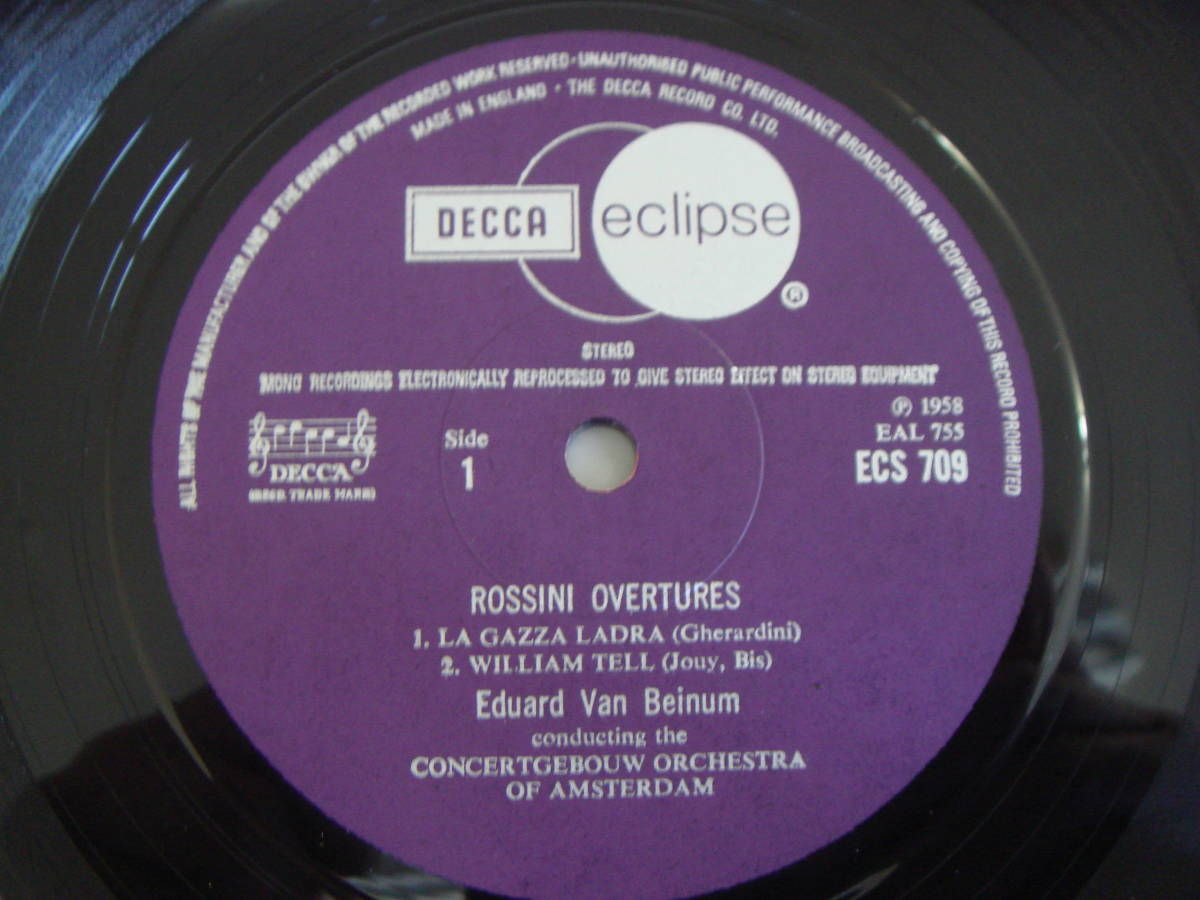 ALL RIGHTS OF THE MANUFACTURER AND OF THE OWNER OF THE RECORDED WORK RESERVED · UNAUTHORISED PUBLIC PERFORMANCE BROADCASTING AND COPYING OF THIS RECORD PROHIBITED
MADE IN ENGLAND · THE DECCA RECORD CO. LTD.
DECCA eclipse
®
STEREO
MONO RECORDINGS ELECTRONICALLY REPROCESSED TO GIVE STEREO EFFECT ON STEREO EQUIPMENT
℗ 1958
EAL 755
ECS 709
Side
1
DECCA
(REGD. TRADE MARK)
ROSSINI OVERTURES
1. LA GAZZA LADRA (Gherardini)
2. WILLIAM TELL (Jouy, Bis)
Eduard Van Beinum
conducting the
CONCERTGEBOUW ORCHESTRA
OF AMSTERDAM